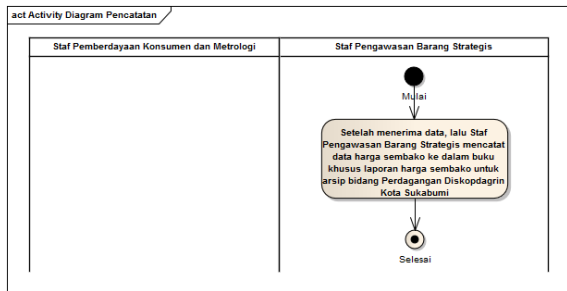 act Activity Diagram Pencatatan
Staf Pemberdayaan Konsumen dan Metrologi
Staf Pengawasan Barang Strategis
Mulai
Setelah menerima data, lalu Staf
Pengawasan Barang Strategis mencatat
data harga sembako ke dalam buku
khusus laporan harga sembako untuk
arsip bidang Perdagangan Diskopdagrin
Kota Sukabumi
Selesai